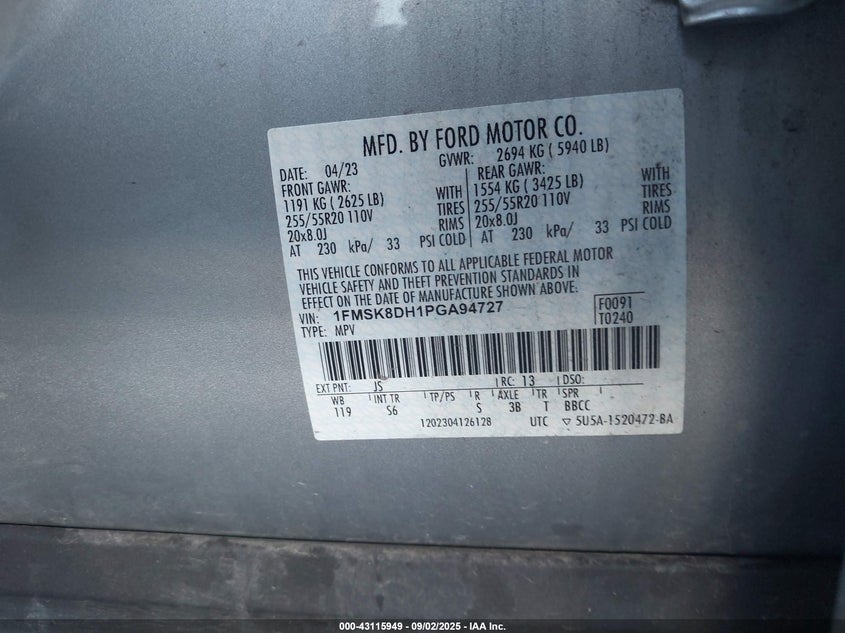 MFD. BY FORD MOTOR CO.
DATE: 04/23 GVWR: 2694 KG ( 5940 LB)
FRONT GAWR: WITH REAR GAWR: WITH
1191 KG ( 2625 LB) TIRES 1554 KG ( 3425 LB) TIRES
255/55R20 110V RIMS 255/55R20 110V RIMS
20x8.0J 20x8.0J
AT 230 kPa/ 33 PSI COLD AT 230 kPa/ 33 PSI COLD
THIS VEHICLE CONFORMS TO ALL APPLICABLE FEDERAL MOTOR
VEHICLE SAFETY AND THEFT PREVENTION STANDARDS IN
EFFECT ON THE DATE OF MANUFACTURE SHOWN ABOVE.
VIN: 1FMSK8DH1PGA94727 F0091
TYPE: MPV T0240
EXT PNT: JS RC: 13 DSO:
WB INT TR TP/PS R AXLE TR SPR
119 S6 S 3B T BBCC
1202304126128 UTC ▽ 5U5A-1520472-BA
000-43115949 - 09/02/2025 - IAA Inc.